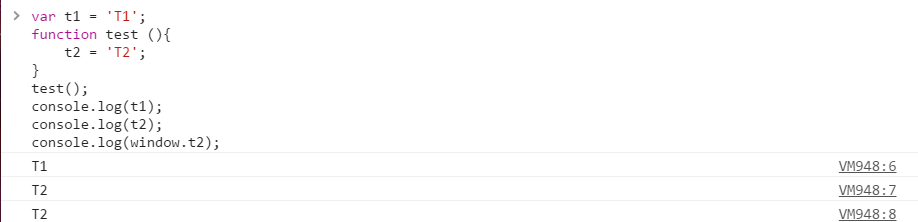 > var t1 = 'T1';
function test (){
    t2 = 'T2';
}
test();
console.log(t1);
console.log(t2);
console.log(window.t2);
T1 VM948:6
T2 VM948:7
T2 VM948:8